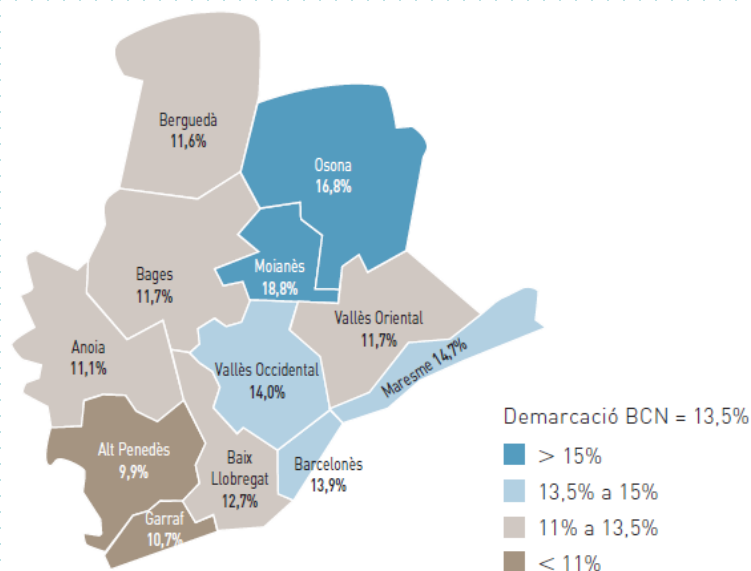 Berguedà
11,6%
Osona
16,8%
Moianès
18,8%
Bages
11,7%
Vallès Oriental
11,7%
Maresme 14,7%
Anoia
11,1%
Vallès Occidental
14,0%
Alt Penedès
9,9%
Baix
Llobregat
12,7%
Barcelonès
13,9%
Garraf
10,7%
Demarcació BCN = 13,5%
> 15%
13,5% a 15%
11% a 13,5%
< 11%